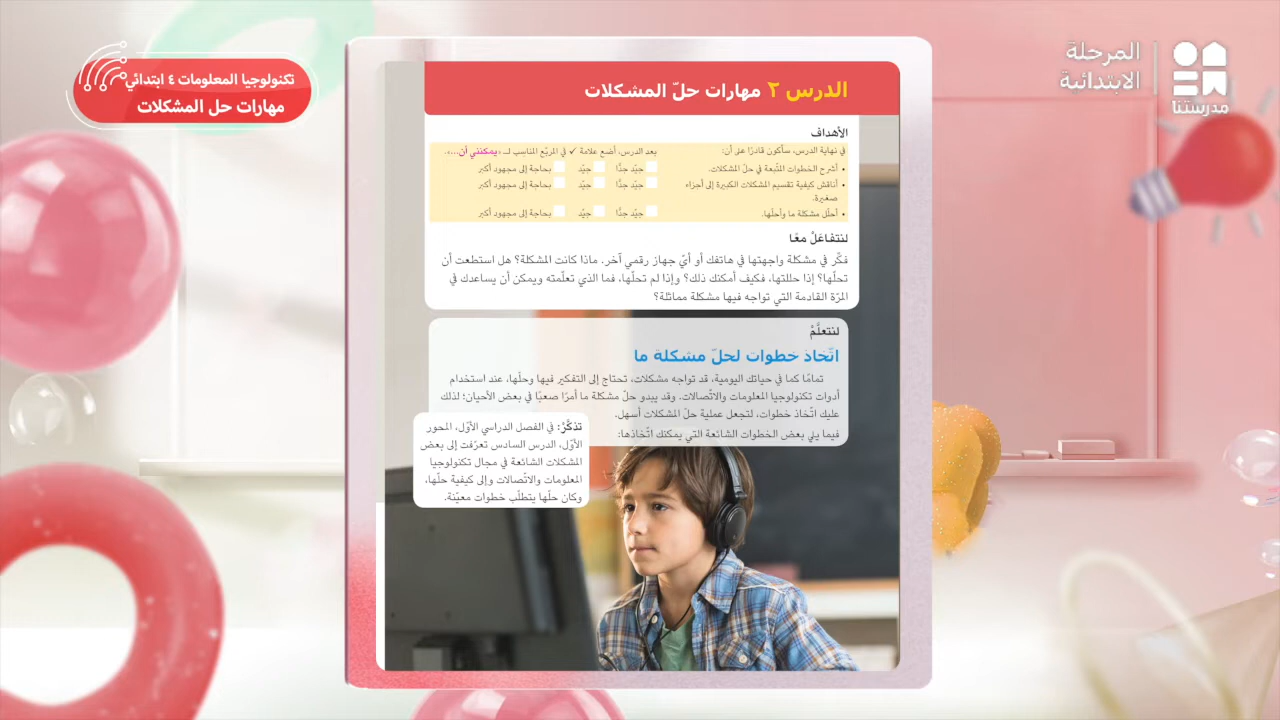 تكنولوجيا المعلومات ٤ ابتدائي
مهارات حل المشكلات
المرحلة
الابتدائية
مدرستنا
الدرس ٢ مهارات حلّ المشكلات
الأهداف
في نهاية الدرس، سأكون قادرًا على أن:
بعد الدرس، أضع علامة ✓ في المربّع المناسب لــ «يمكنني أن...».
• أشرح الخطوات المتّبعة في حلّ المشكلات.
جيّد جدًّا جيّد بحاجة إلى مجهود أكبر
• أناقش كيفية تقسيم المشكلات الكبيرة إلى أجزاء
صغيرة.
جيّد جدًّا جيّد بحاجة إلى مجهود أكبر
• أحلّل مشكلة ما وأحلّها.
جيّد جدًّا جيّد بحاجة إلى مجهود أكبر
لنتفاعَلْ معًا
فكّر في مشكلة واجهتها في هاتفك أو أيّ جهاز رقمي آخر. ماذا كانت المشكلة؟ هل استطعت أن
تحلّها؟ إذا حللتها، فكيف أمكنك ذلك؟ وإذا لم تحلّها، فما الذي تعلّمته ويمكن أن يساعدك في
المرّة القادمة التي تواجه فيها مشكلة مماثلة؟
لنتعلَّمْ
اتّخاذ خطوات لحلّ مشكلة ما
تمامًا كما في حياتك اليومية، قد تواجه مشكلات، تحتاج إلى التفكير فيها وحلّها، عند استخدام
أدوات تكنولوجيا المعلومات والاتّصالات. وقد يبدو حلّ مشكلة ما أمرًا صعبًا في بعض الأحيان؛ لذلك
عليك اتّخاذ خطوات، لتجعل عملية حلّ المشكلات أسهل.
فيما يلي بعض الخطوات الشائعة التي يمكنك اتّخاذها:
تذكَّرْ: في الفصل الدراسي الأوّل، المحور
الأوّل، الدرس السادس تعرّفت إلى بعض
المشكلات الشائعة في مجال تكنولوجيا
المعلومات والاتّصالات وإلى كيفية حلّها،
وكان حلّها يتطلّب خطوات معيّنة.